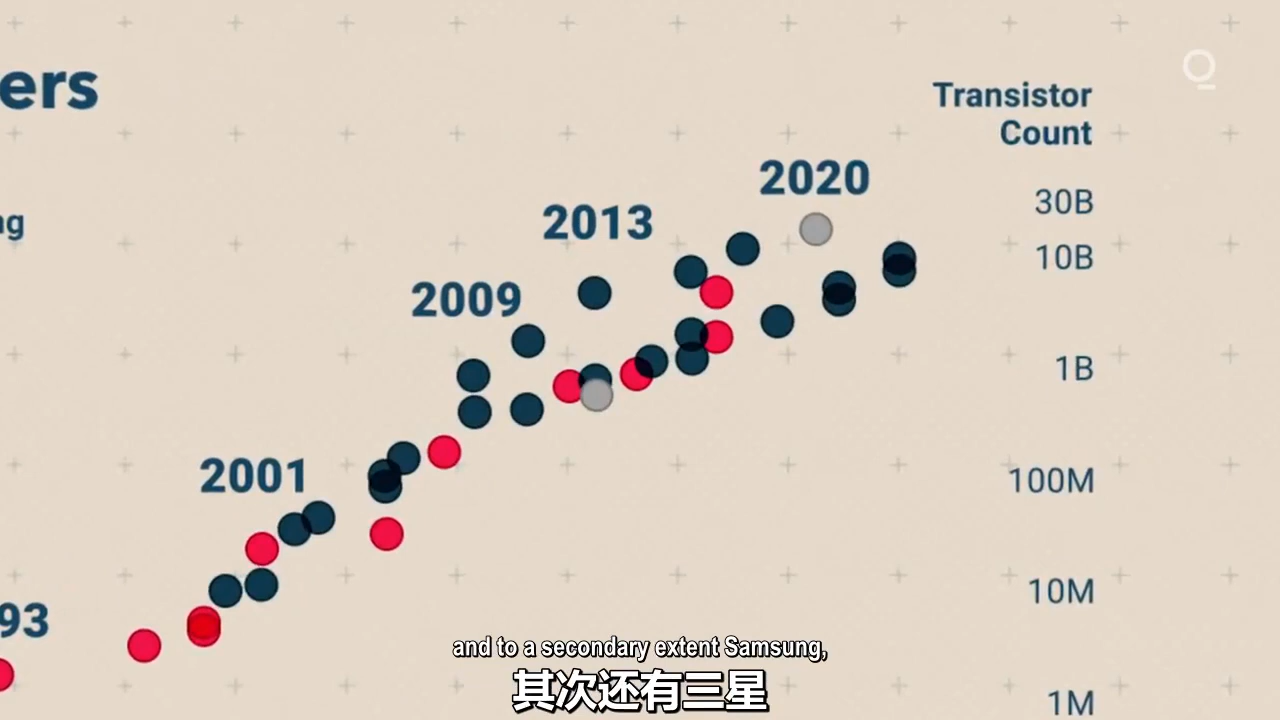 ers
Transistor
Count
2020
30B
ng
2013
10B
2009
1B
2001
100M
10M
93
and to a secondary extent Samsung,
其次还有三星
1M